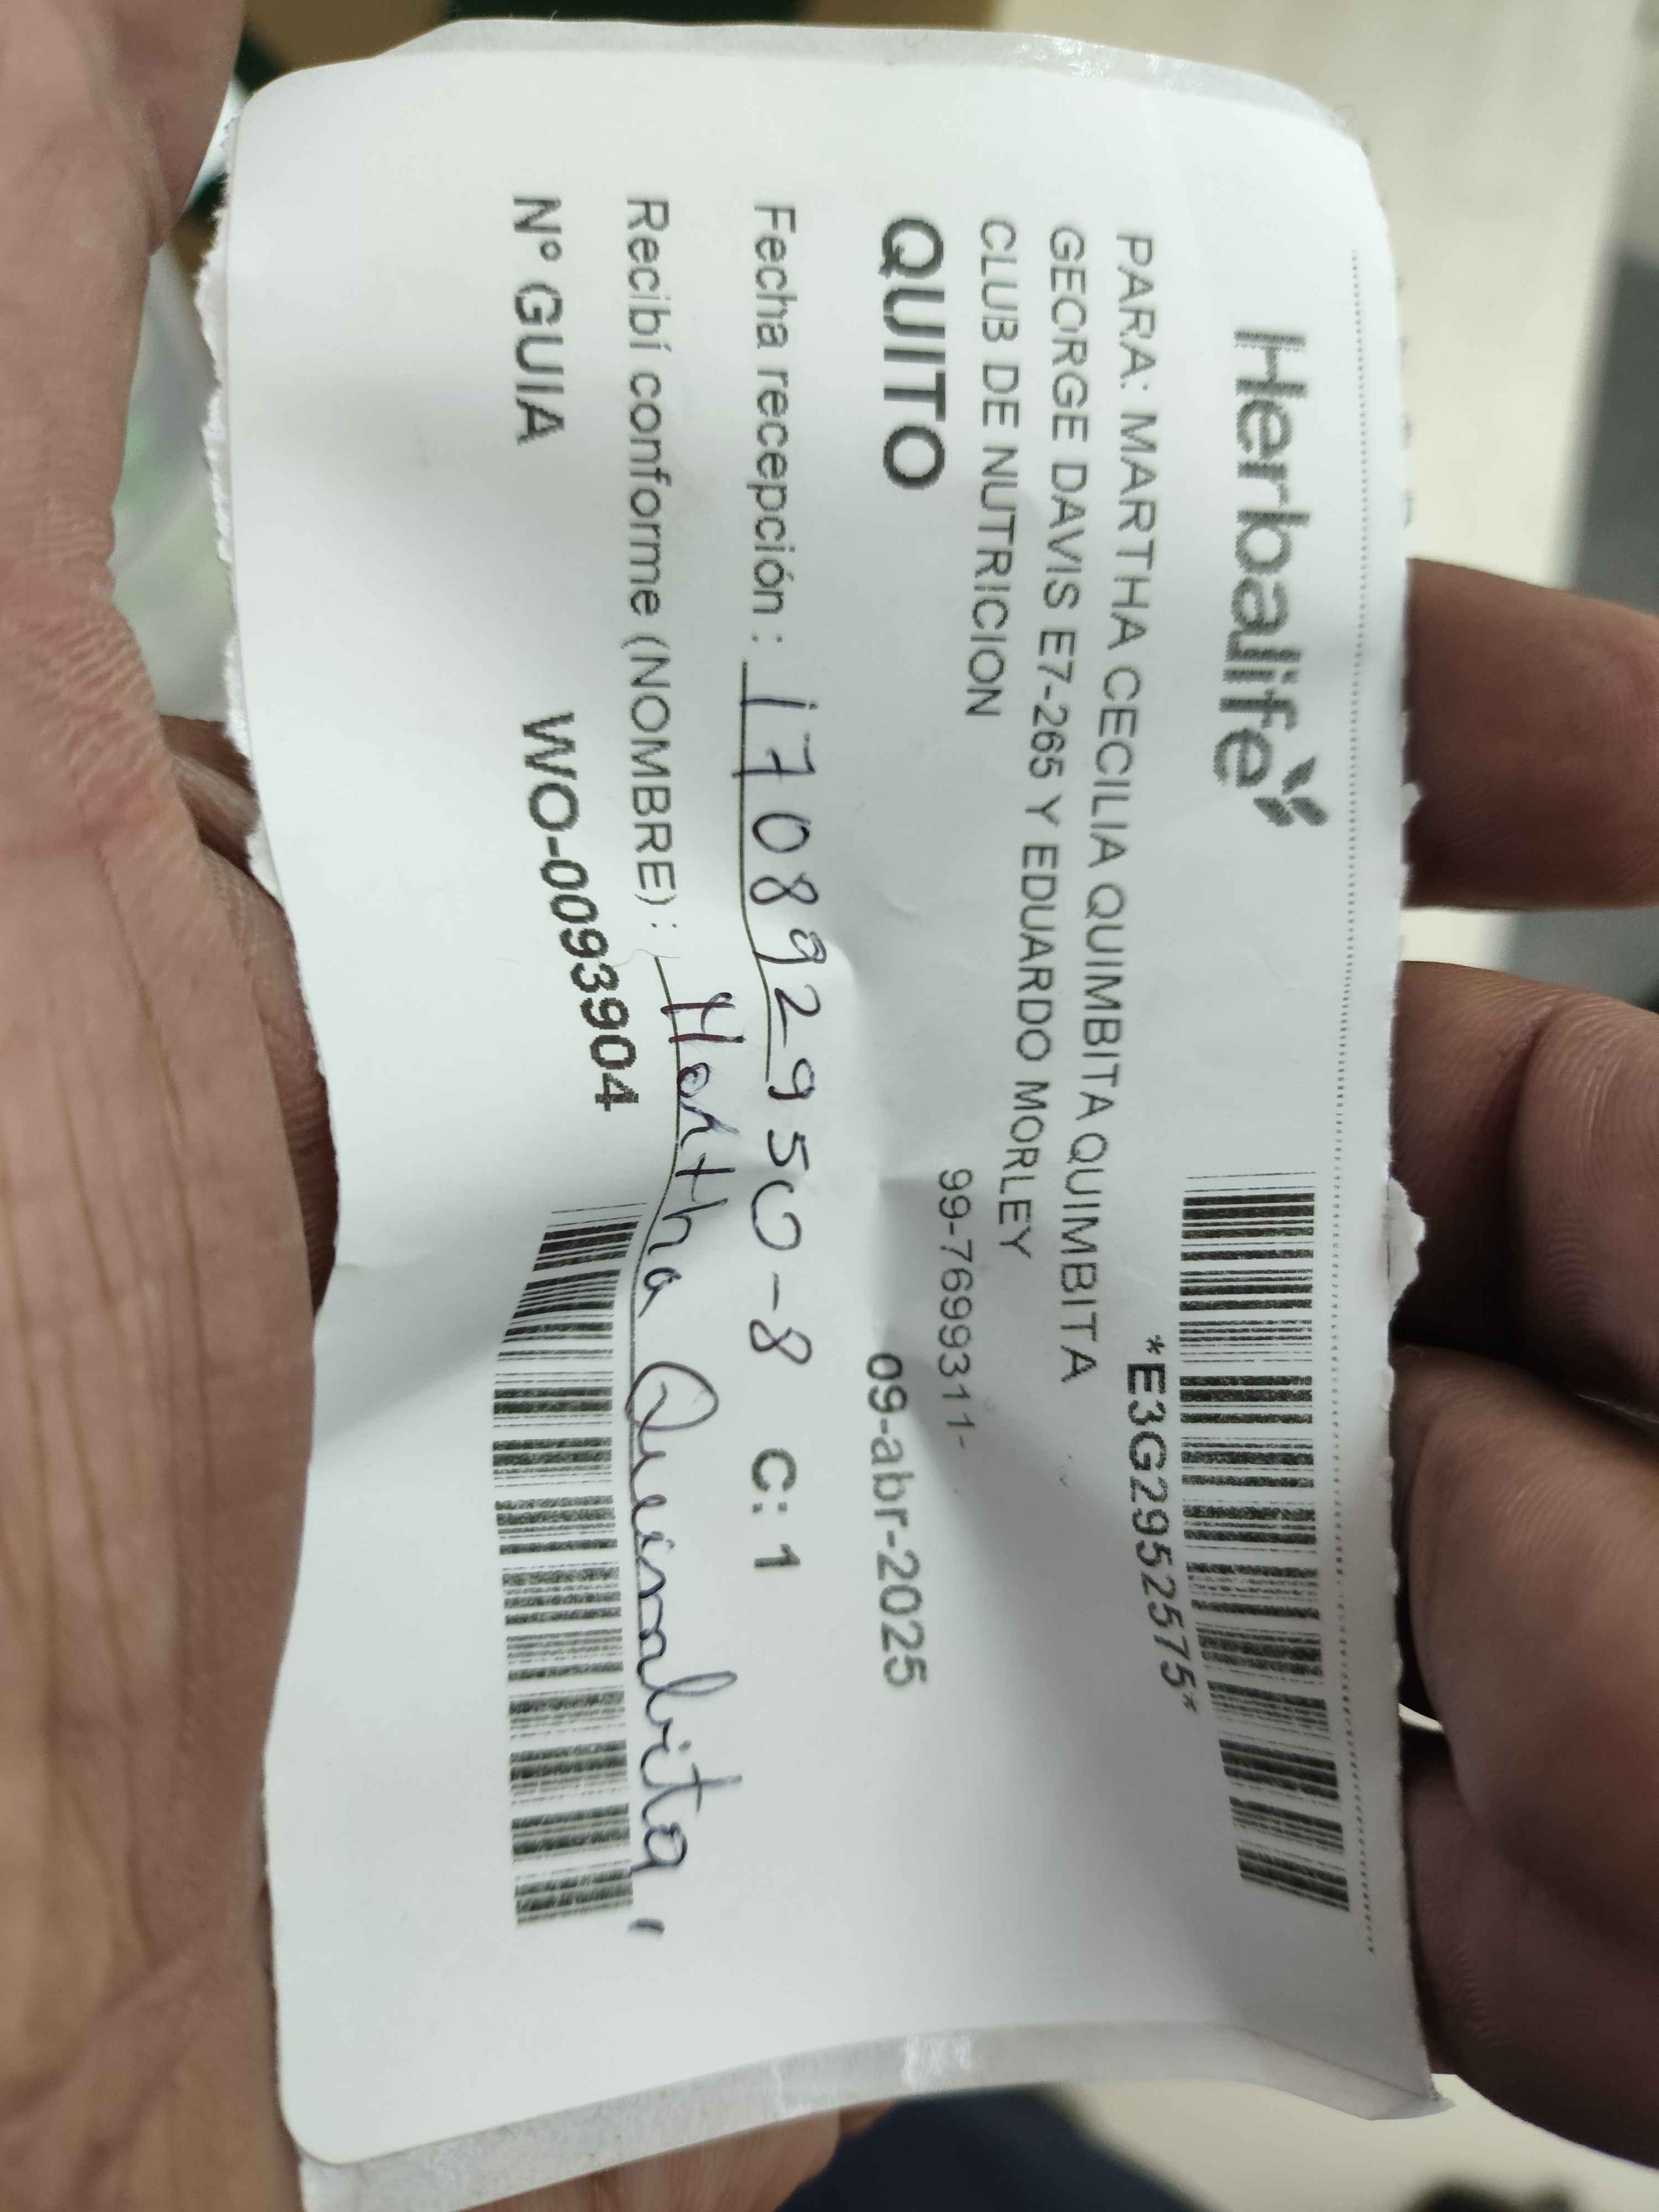 Herbalife
*E3G2952575*
PARA: MARTHA CECILIA QUIMBITA QUIMBITA
GEORGE DAVIS E7-265 Y EDUARDO MORLEY
CLUB DE NUTRICION
99-7699311-
QUITO
09-abr-2025
Fecha recepción : 170892950-8 C: 1
Recibí conforme (NOMBRE) : Martha Quimbita
Nº GUIA WO-0093904